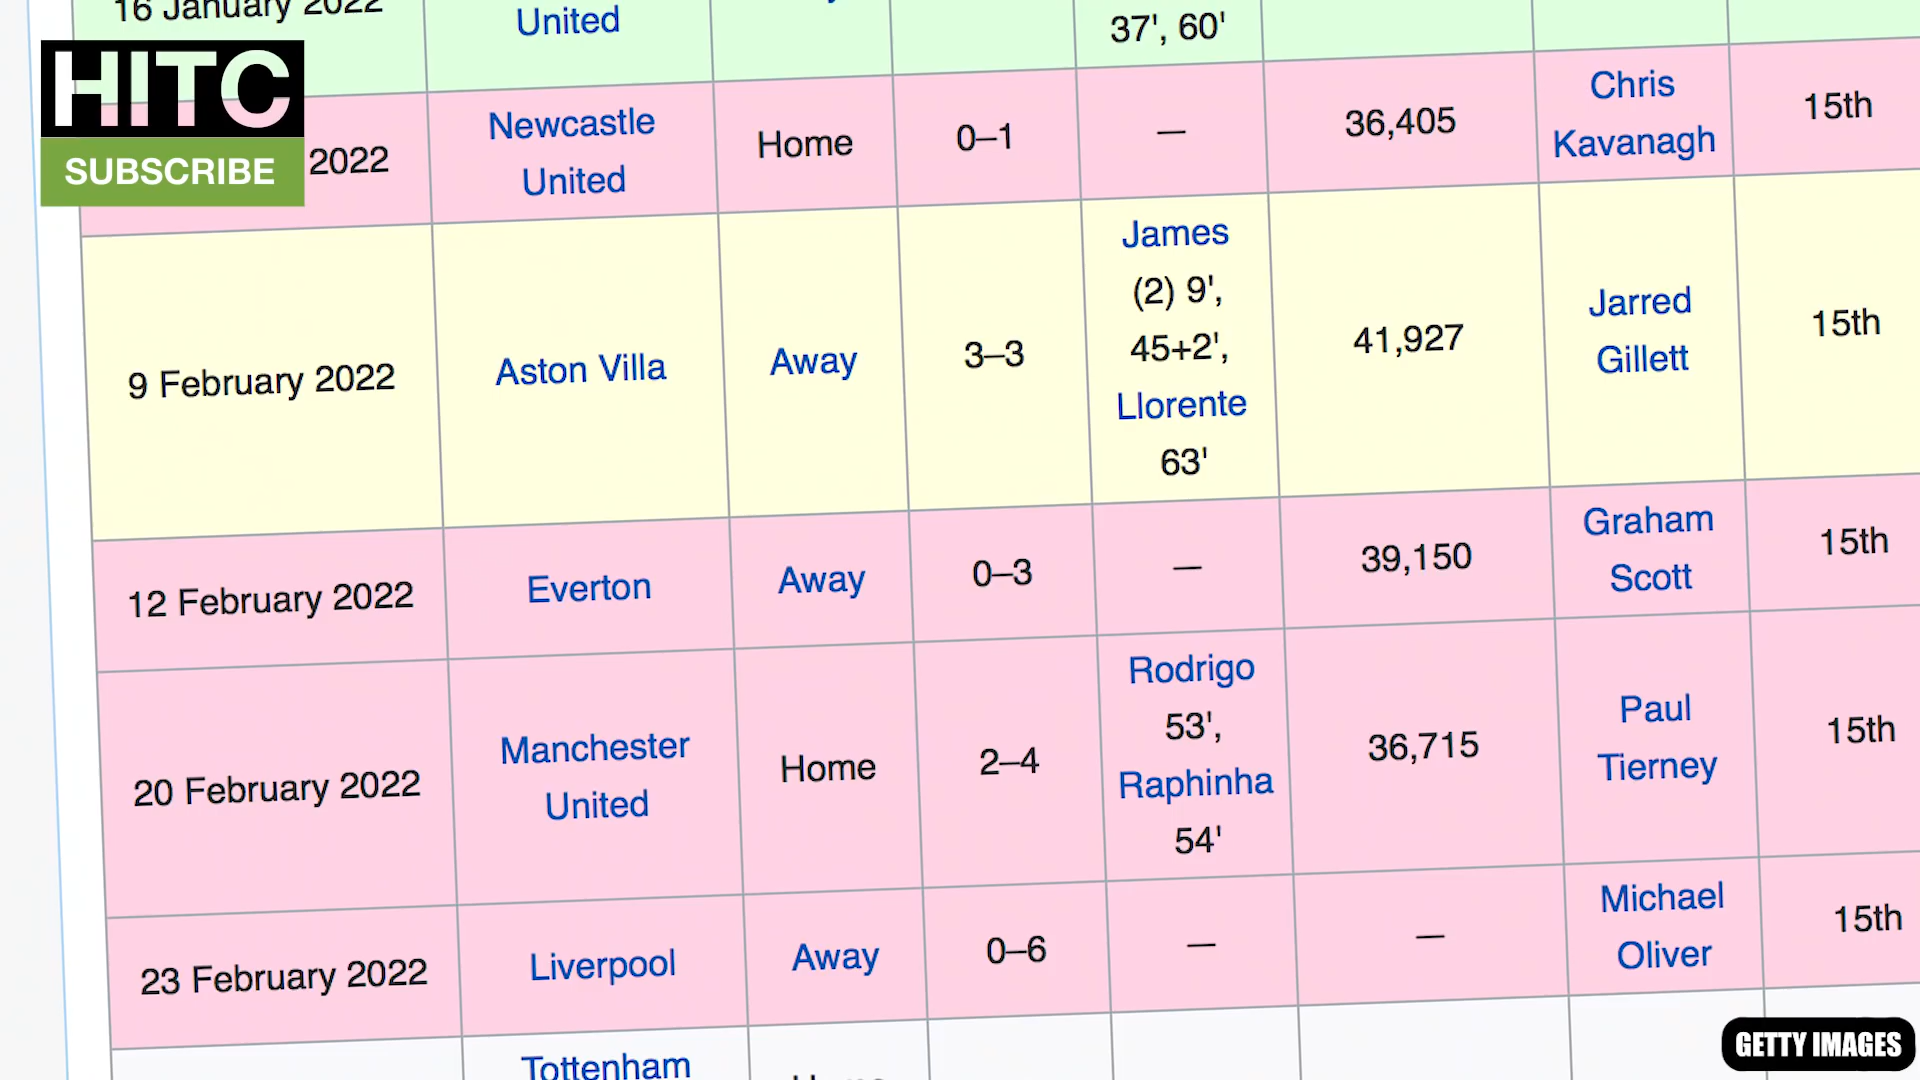 16 January 2022
United
37', 60'
HITC
SUBSCRIBE
2022
Newcastle
United
Home
0–1
—
36,405
Chris
Kavanagh
15th
9 February 2022
Aston Villa
Away
3–3
James
(2) 9',
45+2',
Llorente
63'
41,927
Jarred
Gillett
15th
12 February 2022
Everton
Away
0–3
—
39,150
Graham
Scott
15th
20 February 2022
Manchester
United
Home
2–4
Rodrigo
53',
Raphinha
54'
36,715
Paul
Tierney
15th
23 February 2022
Liverpool
Away
0–6
—
—
Michael
Oliver
15th
Tottenham
Home
GETTY IMAGES